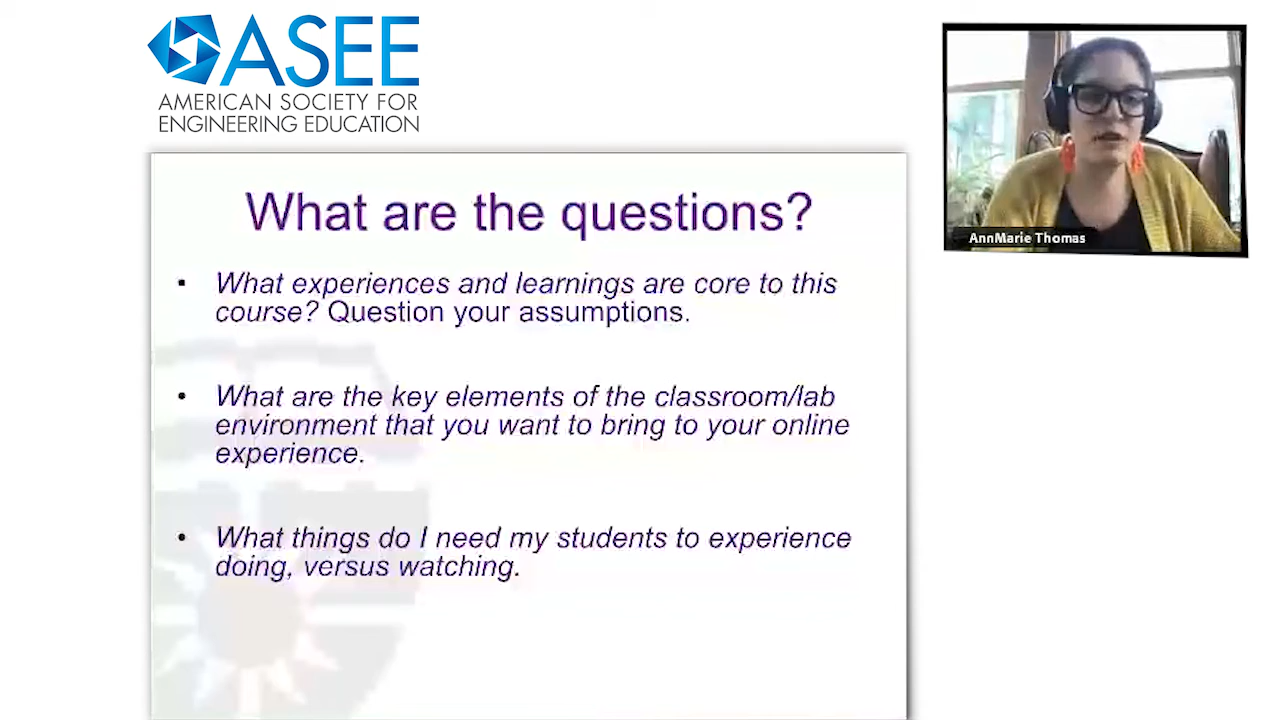 ASEE
AMERICAN SOCIETY FOR
ENGINEERING EDUCATION
AnnMarie Thomas
What are the questions?
• What experiences and learnings are core to this
course? Question your assumptions.
• What are the key elements of the classroom/lab
environment that you want to bring to your online
experience.
• What things do I need my students to experience
doing, versus watching.